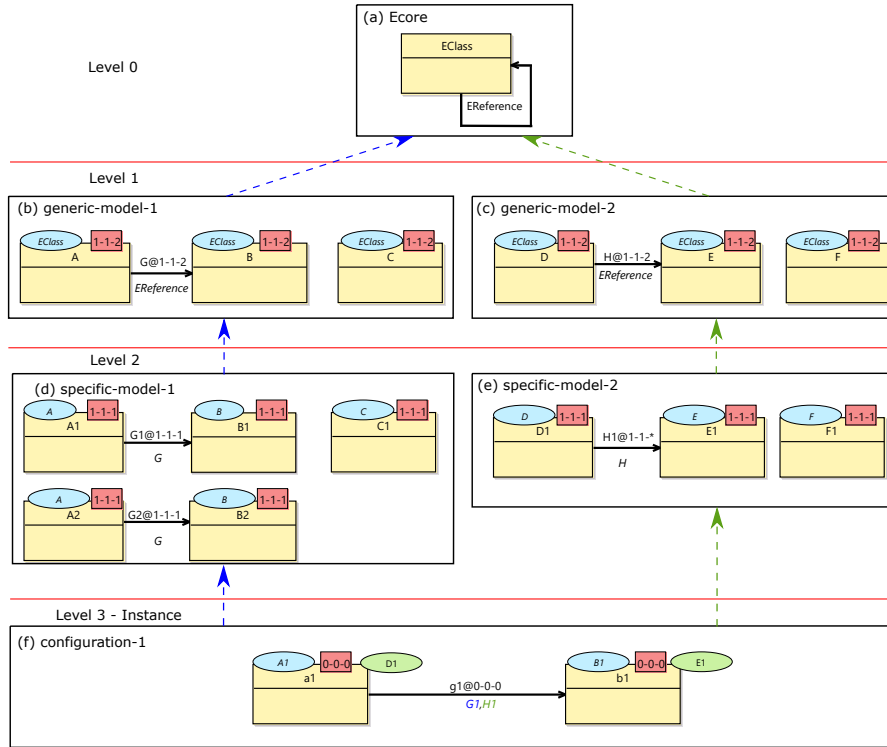 (a) Ecore
EClass
EReference
Level 0
Level 1
(b) generic-model-1
EClass 1-1-2
A
G@1-1-2
EReference
EClass 1-1-2
B
EClass 1-1-2
C
(c) generic-model-2
EClass 1-1-2
D
H@1-1-2
EReference
EClass 1-1-2
E
EClass 1-1-2
F
Level 2
(d) specific-model-1
A 1-1-1
A1
G1@1-1-1
G
B 1-1-1
B1
C 1-1-1
C1
A 1-1-1
A2
G2@1-1-1
G
B 1-1-1
B2
(e) specific-model-2
D 1-1-1
D1
H1@1-1-*
H
E 1-1-1
E1
F 1-1-1
F1
Level 3 - Instance
(f) configuration-1
A1 0-0-0 D1
a1
g1@0-0-0
G1,H1
B1 0-0-0 E1
b1